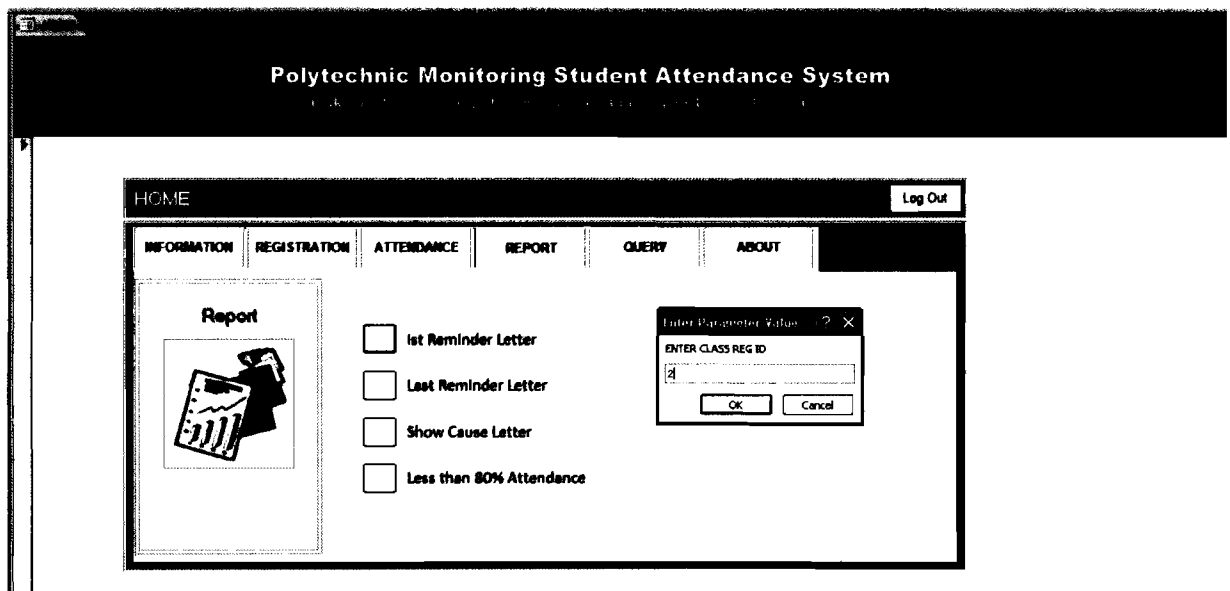 Polytechnic Monitoring Student Attendance System
HOME
Log Out
INFORMATION REGISTRATION ATTENDANCE REPORT QUERY ABOUT
Report
Ist Reminder Letter
Last Reminder Letter
Show Cause Letter
Less than 80% Attendance
Enter Parameter Value ? X
ENTER CLASS REG ID
2
OK Cancel